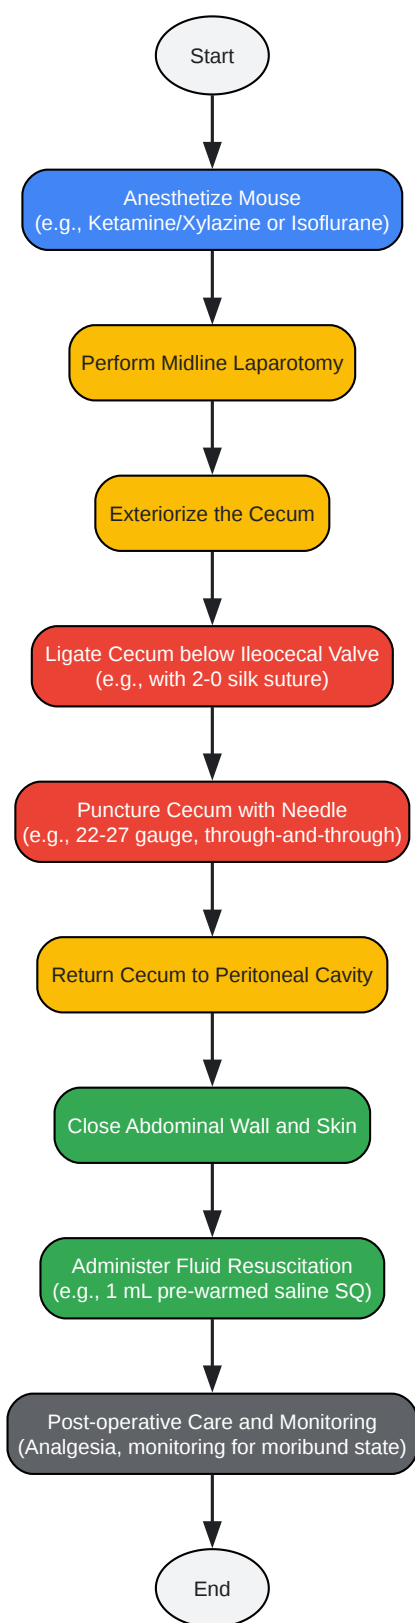 Start
Anesthetize Mouse
(e.g., Ketamine/Xylazine or Isoflurane)
Perform Midline Laparotomy
Exteriorize the Cecum
Ligate Cecum below Ileocecal Valve
(e.g., with 2-0 silk suture)
Puncture Cecum with Needle
(e.g., 22-27 gauge, through-and-through)
Return Cecum to Peritoneal Cavity
Close Abdominal Wall and Skin
Administer Fluid Resuscitation
(e.g., 1 mL pre-warmed saline SQ)
Post-operative Care and Monitoring
(Analgesia, monitoring for moribund state)
End